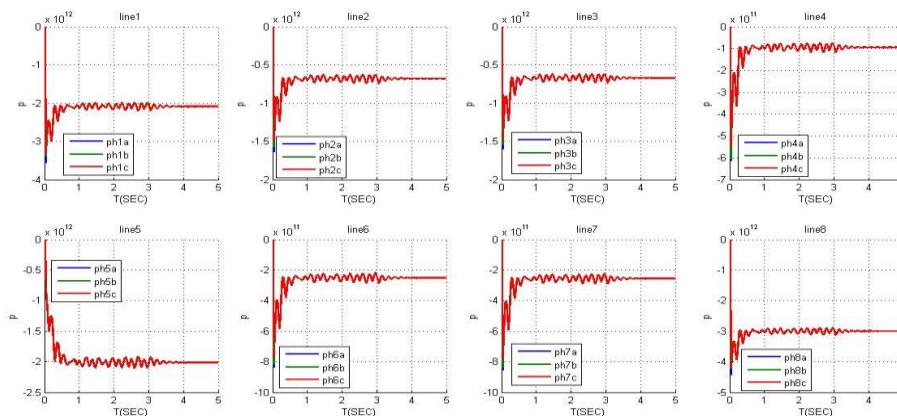 x 10^12 line1
0
-1
-2
-3
-4
p
ph1a
ph1b
ph1c
0 1 2 3 4 5
T(SEC)
x 10^12 line2
0
-0.5
-1
-1.5
-2
p
ph2a
ph2b
ph2c
0 1 2 3 4 5
T(SEC)
x 10^12 line3
0
-0.5
-1
-1.5
-2
p
ph3a
ph3b
ph3c
0 1 2 3 4 5
T(SEC)
x 10^11 line4
0
-1
-2
-3
-4
-5
-6
-7
p
ph4a
ph4b
ph4c
0 1 2 3 4
T(SEC)
x 10^12 line5
0
-0.5
-1
-1.5
-2
-2.5
p
ph5a
ph5b
ph5c
0 1 2 3 4 5
T(SEC)
x 10^11 line6
0
-2
-4
-6
-8
-10
p
ph6a
ph6b
ph6c
0 1 2 3 4 5
T(SEC)
x 10^11 line7
0
-2
-4
-6
-8
-10
p
ph7a
ph7b
ph7c
0 1 2 3 4 5
T(SEC)
x 10^12 line8
0
-1
-2
-3
-4
-5
p
ph8a
ph8b
ph8c
0 1 2 3 4
T(SEC)